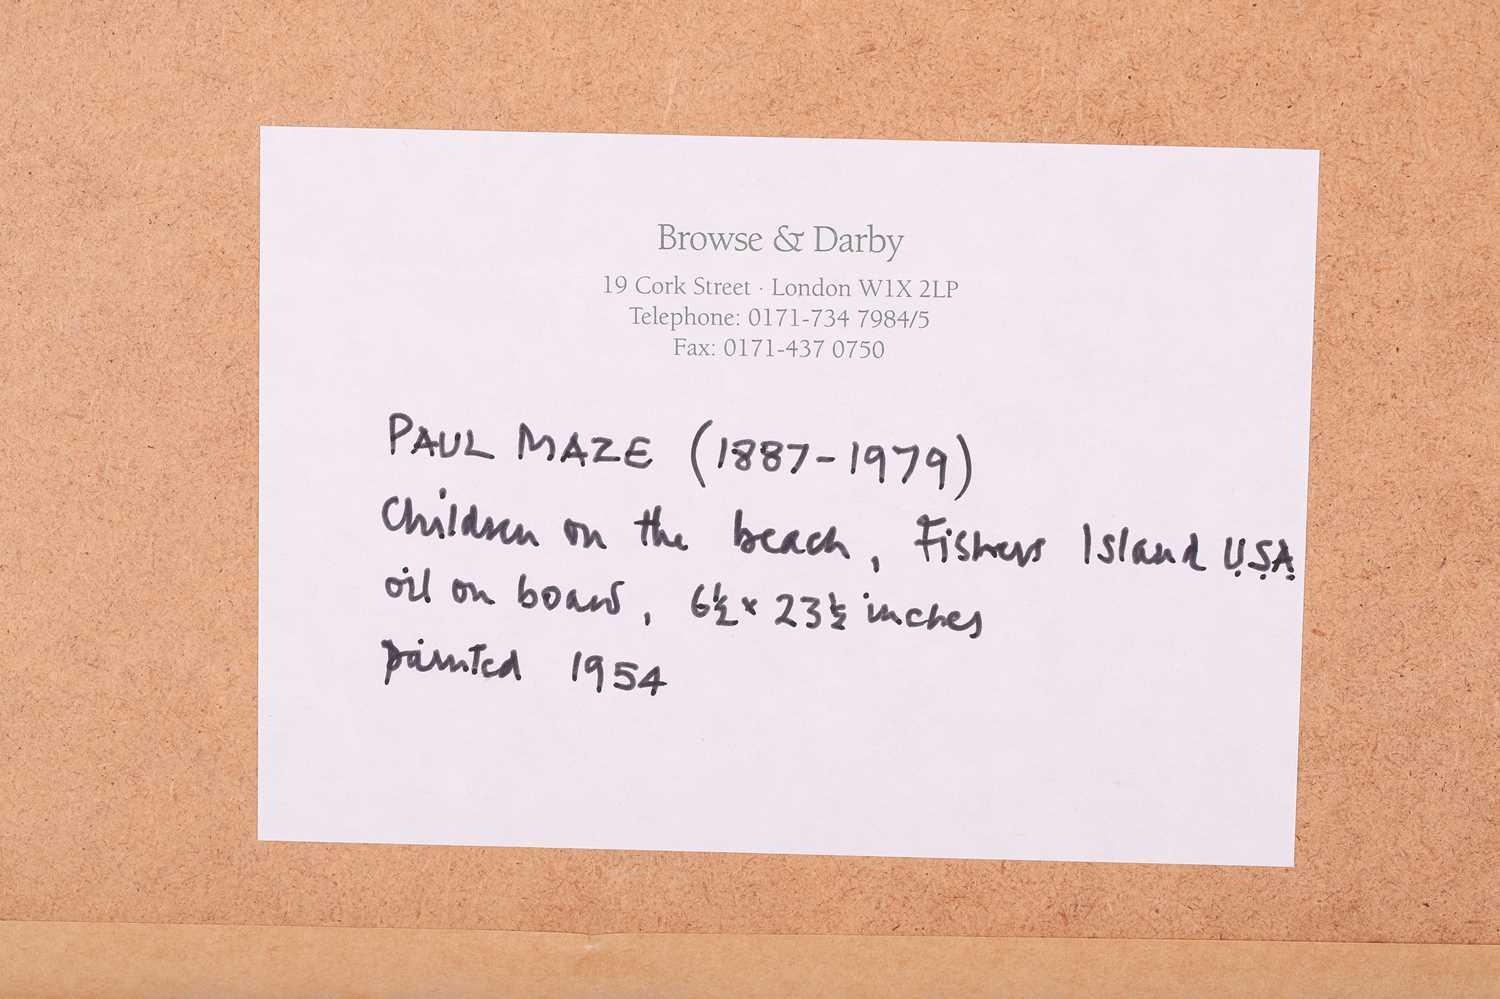 Browse & Darby
19 Cork Street · London W1X 2LP
Telephone: 0171-734 7984/5
Fax: 0171-437 0750
PAUL MAZE (1887-1979)
Children on the beach, Fishers Island U.S.A.
oil on board, 6½ x 23½ inches
painted 1954